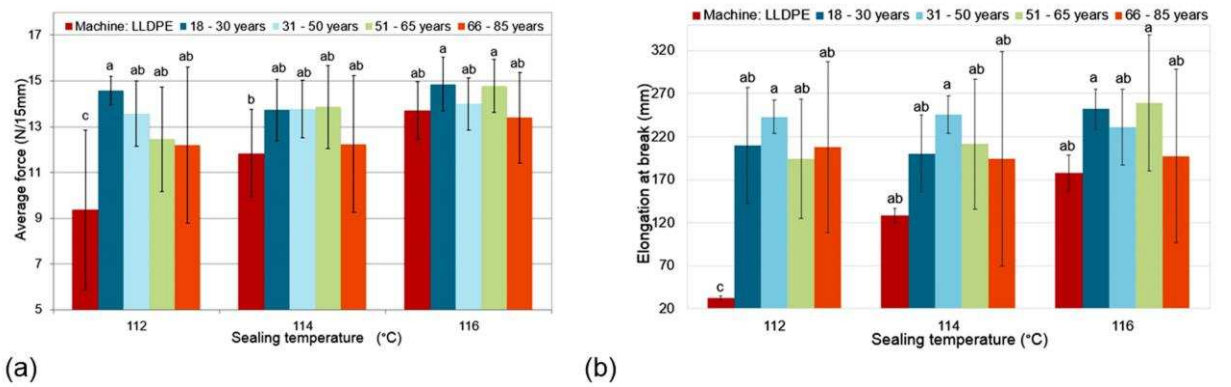 Machine: LLDPE 18 - 30 years 31 - 50 years 51 - 65 years 66 - 85 years
17
15
13
11
9
7
5
Average force (N/15mm)
c a ab ab ab
b ab ab ab ab
ab a ab a ab
112 114 116
Sealing temperature (°C)
(a)
Machine: LLDPE 18 - 30 years 31 - 50 years 51 - 65 years 66 - 85 years
320
270
220
170
120
70
20
Elongation at break (mm)
c ab a ab ab
ab ab a ab ab
ab a ab a ab
112 114 116
Sealing temperature (°C)
(b)